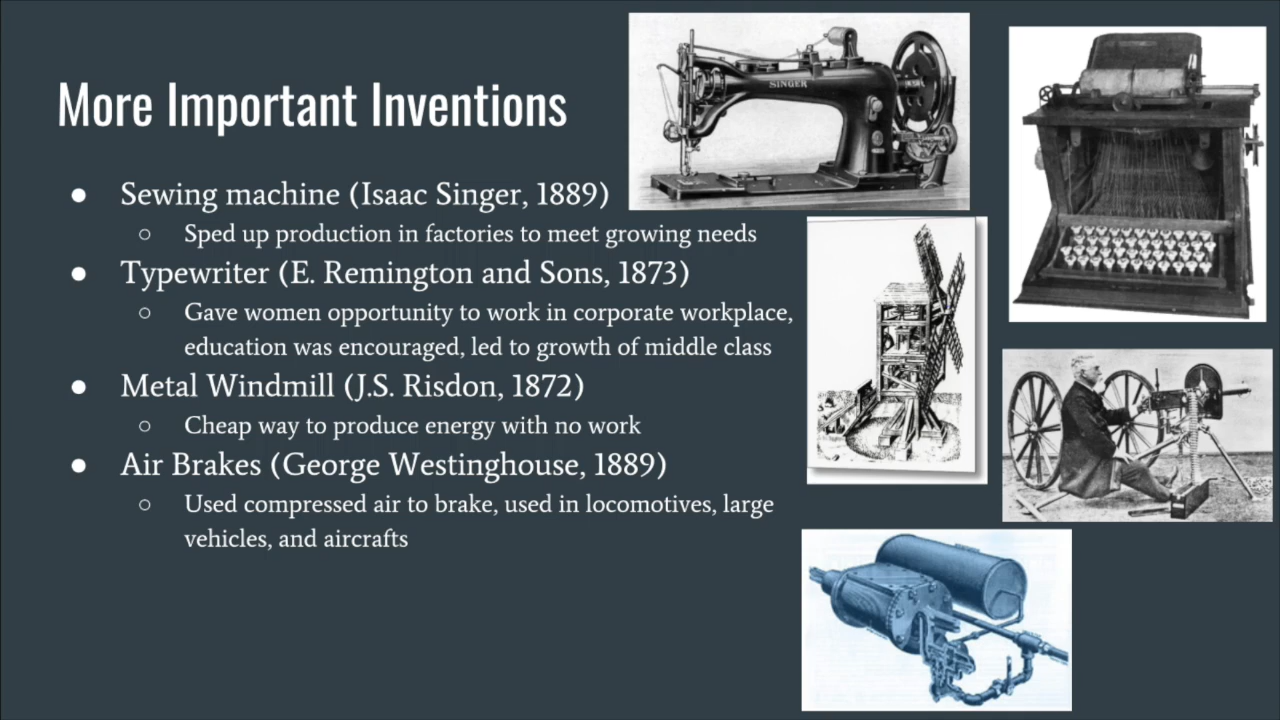 More Important Inventions
● Sewing machine (Isaac Singer, 1889)
○ Sped up production in factories to meet growing needs
● Typewriter (E. Remington and Sons, 1873)
○ Gave women opportunity to work in corporate workplace,
education was encouraged, led to growth of middle class
● Metal Windmill (J.S. Risdon, 1872)
○ Cheap way to produce energy with no work
● Air Brakes (George Westinghouse, 1889)
○ Used compressed air to brake, used in locomotives, large
vehicles, and aircrafts
SINGER